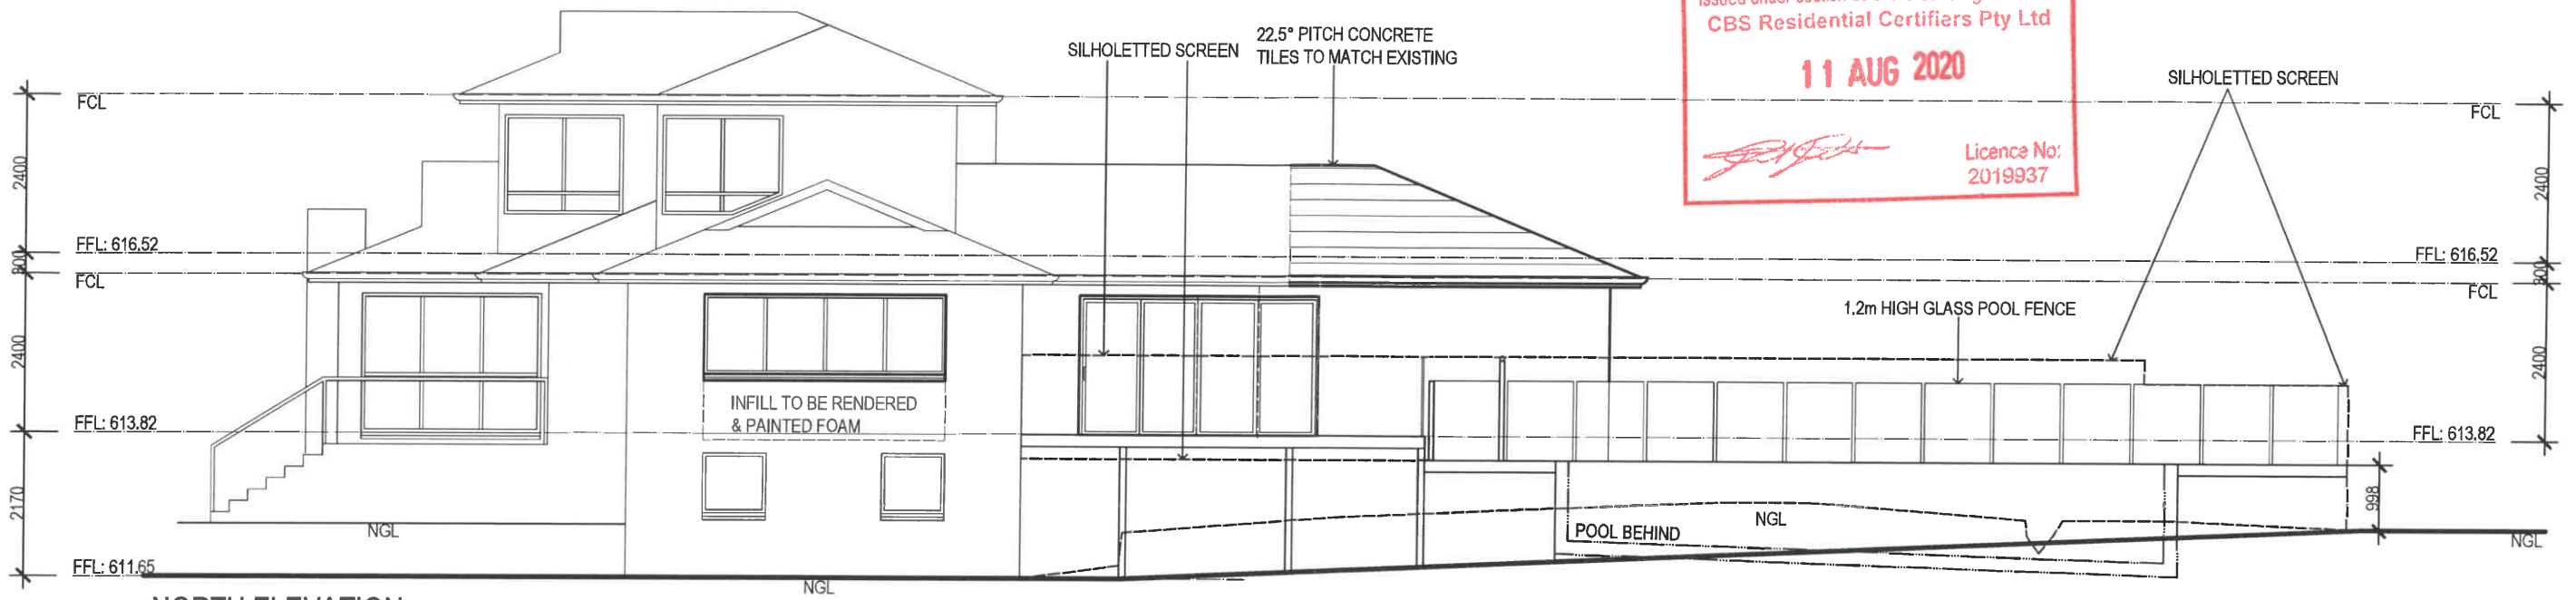 CBS Residential Certifiers Pty Ltd
11 AUG 2020
Licence No:
2019937
SILHOLETTED SCREEN
22.5° PITCH CONCRETE
TILES TO MATCH EXISTING
SILHOLETTED SCREEN
FCL
FCL
2400
2400
FFL: 616.52
FFL: 616.52
300
300
FCL
FCL
1.2m HIGH GLASS POOL FENCE
2400
2400
INFILL TO BE RENDERED
& PAINTED FOAM
FFL: 613.82
FFL: 613.82
2170
998
NGL
NGL
POOL BEHIND
NGL
FFL: 611.65
NGL
NORTH ELEVATION